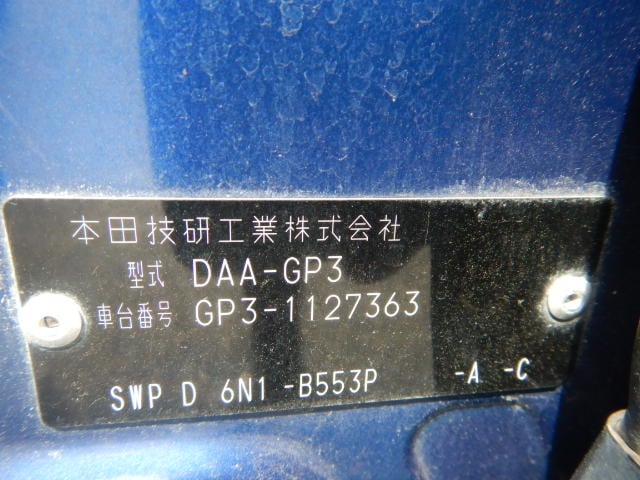 本田技研工業株式会社
型式 DAA-GP3
車台番号 GP3-1127363
SWP D 6N1 -B553P -A -C